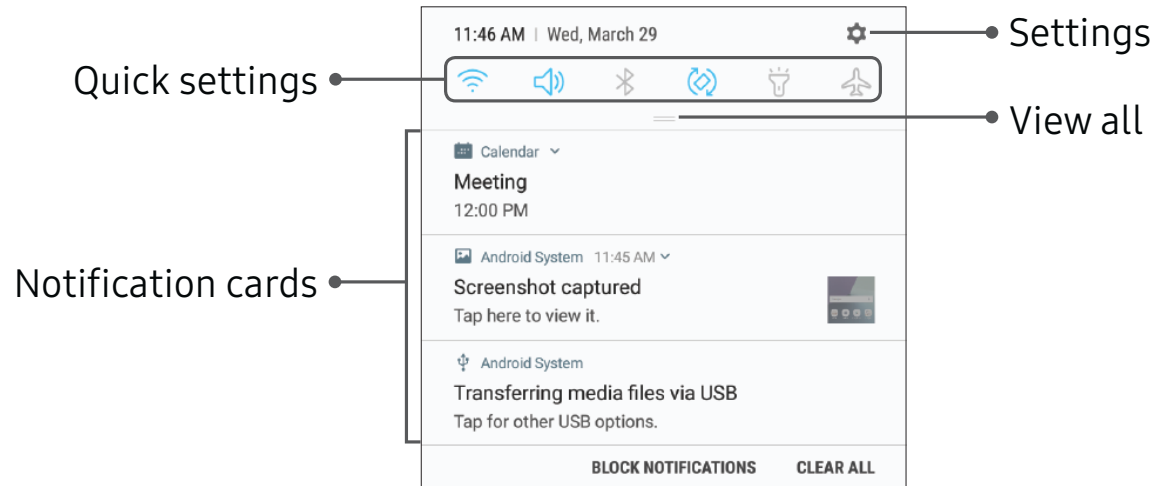 11:46 AM | Wed, March 29
Settings
Quick settings
View all
Calendar
Meeting
12:00 PM
Notification cards
Android System 11:45 AM
Screenshot captured
Tap here to view it.
Android System
Transferring media files via USB
Tap for other USB options.
BLOCK NOTIFICATIONS CLEAR ALL